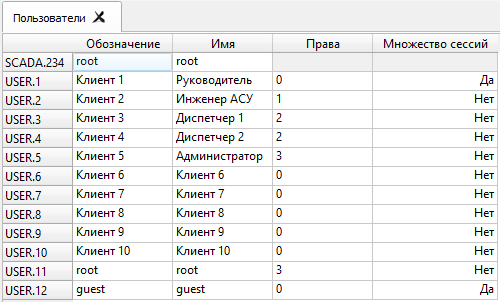 Пользователи
Обозначение Имя Права Множество сессий
SCADA.234 root root
USER.1 Клиент 1 Руководитель 0 Да
USER.2 Клиент 2 Инженер АСУ 1 Нет
USER.3 Клиент 3 Диспетчер 1 2 Нет
USER.4 Клиент 4 Диспетчер 2 2 Нет
USER.5 Клиент 5 Администратор 3 Нет
USER.6 Клиент 6 Клиент 6 0 Нет
USER.7 Клиент 7 Клиент 7 0 Нет
USER.8 Клиент 8 Клиент 8 0 Нет
USER.9 Клиент 9 Клиент 9 0 Нет
USER.10 Клиент 10 Клиент 10 0 Нет
USER.11 root root 3 Нет
USER.12 guest guest 0 Да